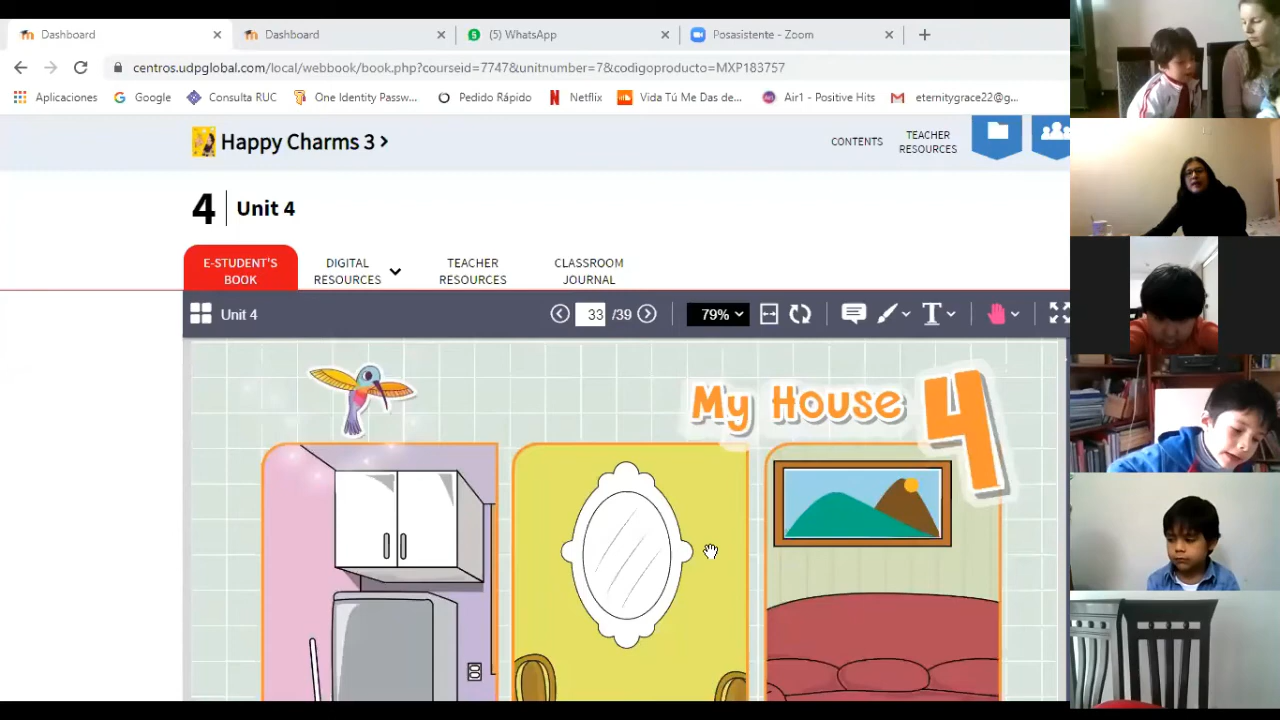 Dashboard
Dashboard
(5) WhatsApp
Posasistente - Zoom
centros.udpglobal.com/local/webbook/book.php?courseid=7747&unitnumber=7&codigoproducto=MXP183757
Aplicaciones
Google
Consulta RUC
One Identity Passw...
Pedido Rápido
Netflix
Vida Tú Me Das de...
Air1 - Positive Hits
eternitygrace22@g...
Happy Charms 3 >
CONTENTS
TEACHER
RESOURCES
4
Unit 4
E-STUDENT'S
BOOK
DIGITAL
RESOURCES
TEACHER
RESOURCES
CLASSROOM
JOURNAL
Unit 4
33 /39
79%
T
My House 4